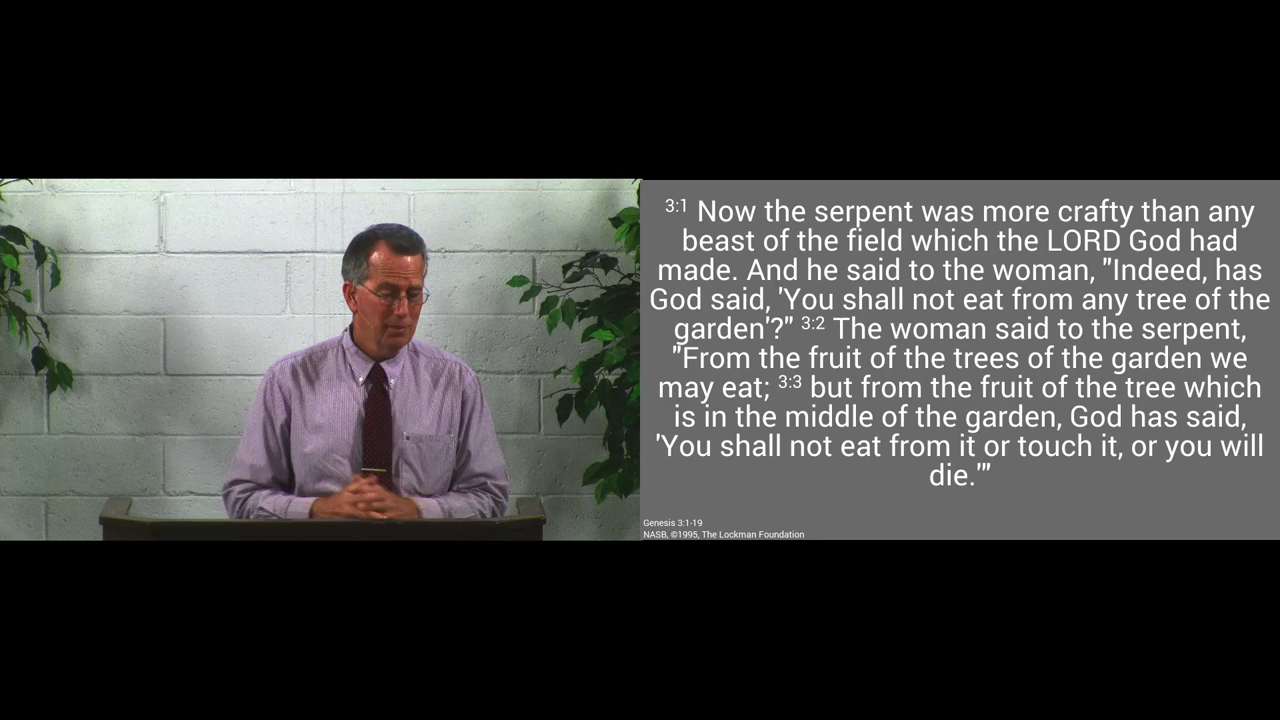 3:1 Now the serpent was more crafty than any
beast of the field which the LORD God had
made. And he said to the woman, "Indeed, has
God said, 'You shall not eat from any tree of the
garden'?" 3:2 The woman said to the serpent,
"From the fruit of the trees of the garden we
may eat; 3:3 but from the fruit of the tree which
is in the middle of the garden, God has said,
'You shall not eat from it or touch it, or you will
die.'"
Genesis 3:1-19
NASB, ©1995, The Lockman Foundation